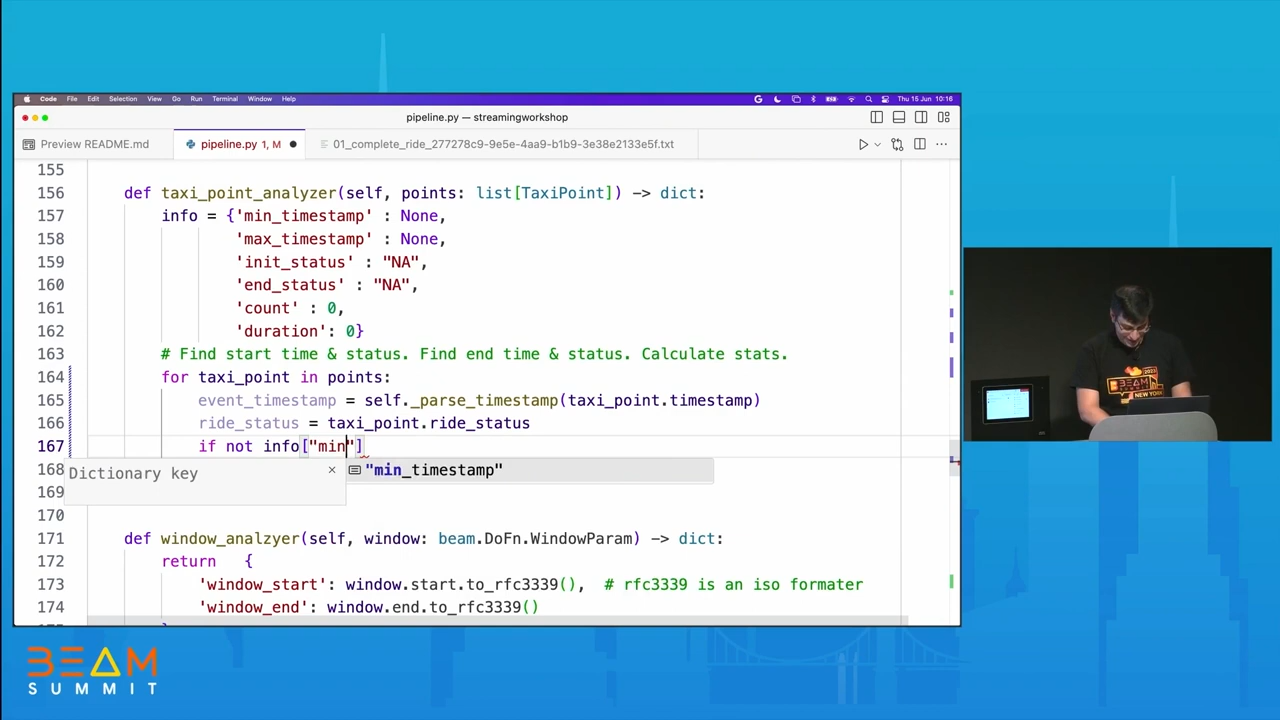 Code File Edit Selection View Go Run Terminal Window Help
Thu 15 Jun 10:16
pipeline.py — streamingworkshop
Preview README.md
pipeline.py 1, M
01_complete_ride_277278c9-9e5e-4aa9-b1b9-3e38e2133e5f.txt
155
156 def taxi_point_analyzer(self, points: list[TaxiPoint]) -> dict:
157 info = {'min_timestamp' : None,
158 'max_timestamp' : None,
159 'init_status' : "NA",
160 'end_status' : "NA",
161 'count' : 0,
162 'duration': 0}
163 # Find start time & status. Find end time & status. Calculate stats.
164 for taxi_point in points:
165 event_timestamp = self._parse_timestamp(taxi_point.timestamp)
166 ride_status = taxi_point.ride_status
167 if not info["min"]
168
Dictionary key
"min_timestamp"
169
170
171 def window_analzyer(self, window: beam.DoFn.WindowParam) -> dict:
172 return {
173 'window_start': window.start.to_rfc3339(), # rfc3339 is an iso formater
174 'window_end': window.end.to_rfc3339()
BEAM
SUMMIT
2023
BEAM
NEW YORK